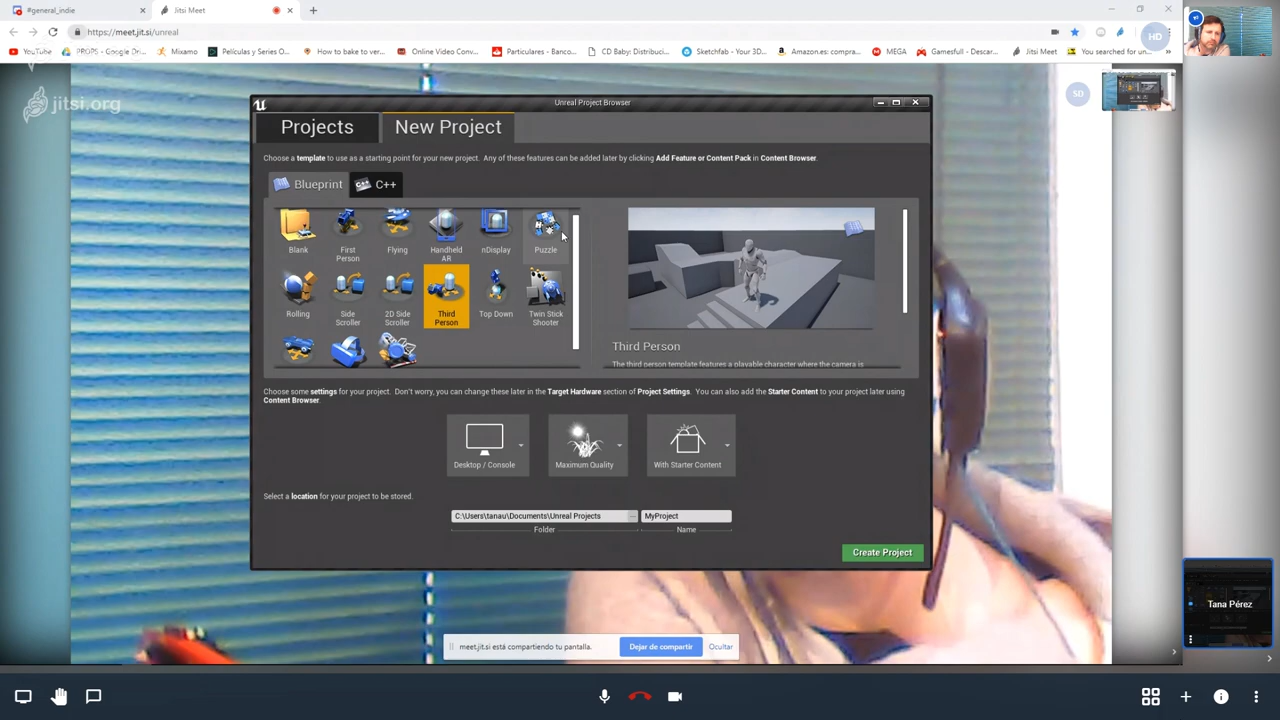 #general_indie
Jitsi Meet
https://meet.jit.si/unreal
YouTube
PROPS - Google Dri...
Mixamo
Películas y Series O...
How to bake to ver...
Online Video Conv...
Particulares - Banco...
CD Baby: Distribuci...
Sketchfab - Your 3D...
Amazon.es: compra...
MEGA
Gamesfull - Descar...
Jitsi Meet
You searched for un...
HD
SD
jitsi.org
Unreal Project Browser
Projects
New Project
Choose a template to use as a starting point for your new project. Any of these features can be added later by clicking Add Feature or Content Pack in Content Browser.
Blueprint
C++
Blank
First Person
Flying
Handheld AR
nDisplay
Puzzle
Rolling
Side Scroller
2D Side Scroller
Third Person
Top Down
Twin Stick Shooter
Third Person
The third person template features a playable character where the camera is
Choose some settings for your project. Don't worry, you can change these later in the Target Hardware section of Project Settings. You can also add the Starter Content to your project later using
Content Browser.
Desktop / Console
Maximum Quality
With Starter Content
Select a location for your project to be stored.
C:\Users\tanau\Documents\Unreal Projects
...
MyProject
Folder
Name
Create Project
Tana Pérez
meet.jit.si está compartiendo tu pantalla.
Dejar de compartir
Ocultar